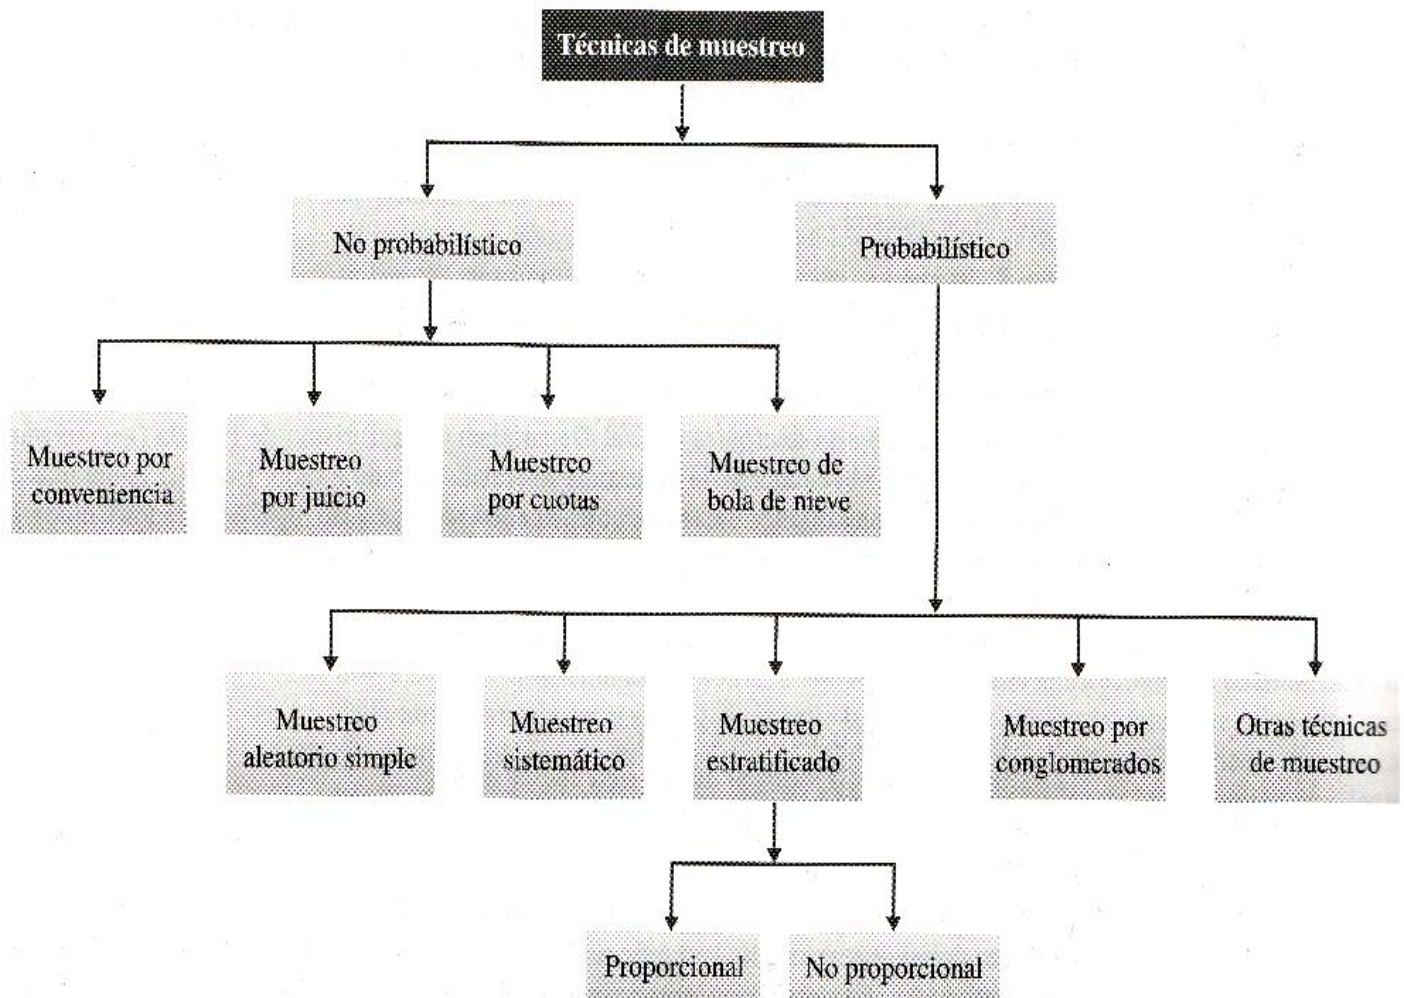 Técnicas de muestreo
No probabilístico
Probabilístico
Muestreo por
conveniencia
Muestreo
por juicio
Muestreo
por cuotas
Muestreo de
bola de nieve
Muestreo
aleatorio simple
Muestreo
sistemático
Muestreo
estratificado
Muestreo por
conglomerados
Otras técnicas
de muestreo
Proporcional
No proporcional